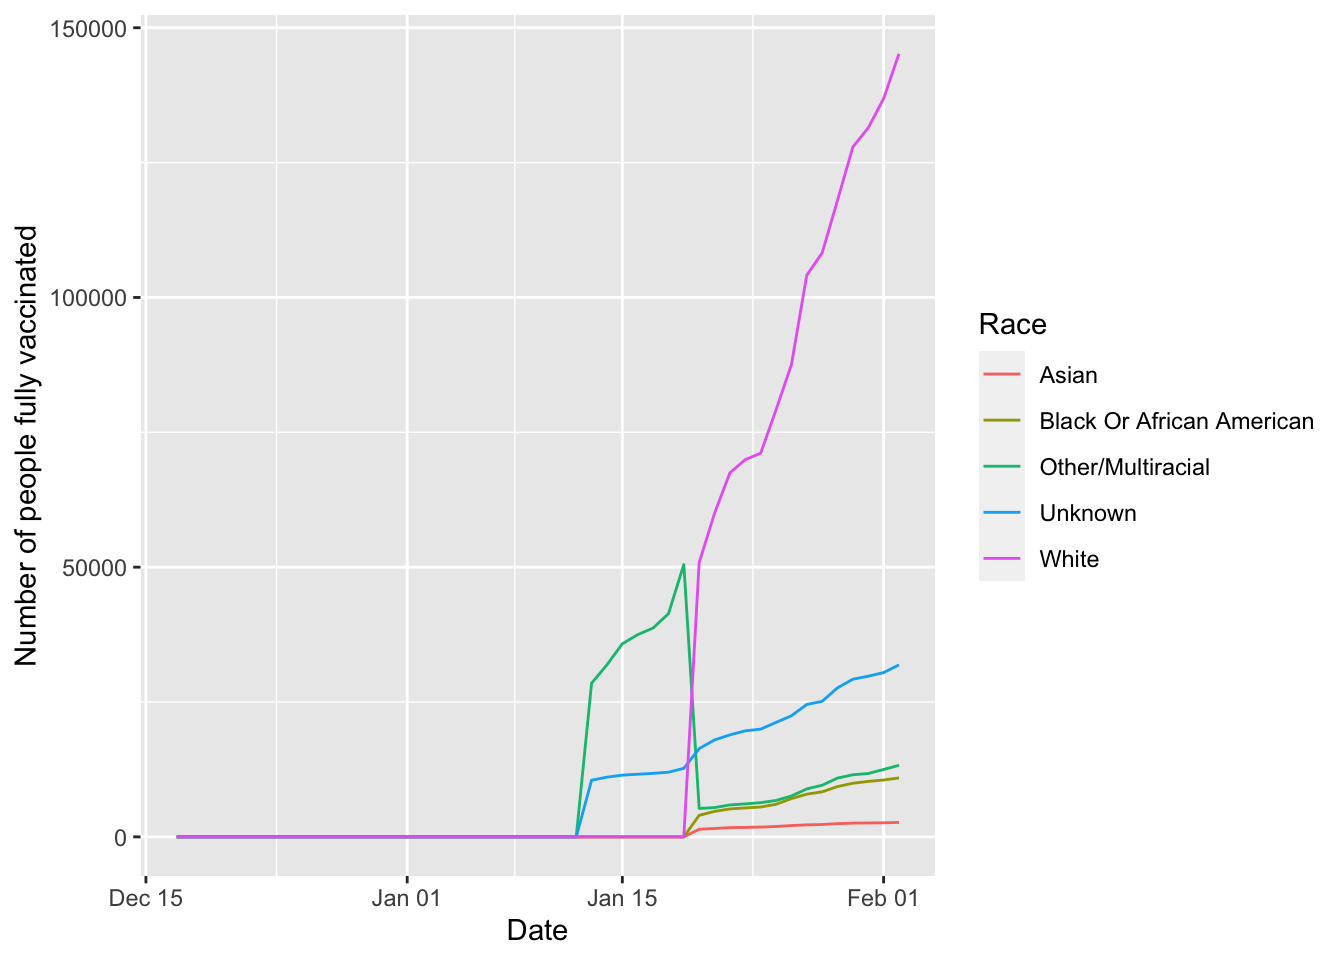 150000
100000
50000
0
Number of people fully vaccinated
Dec 15
Jan 01
Jan 15
Feb 01
Date
Race
Asian
Black Or African American
Other/Multiracial
Unknown
White